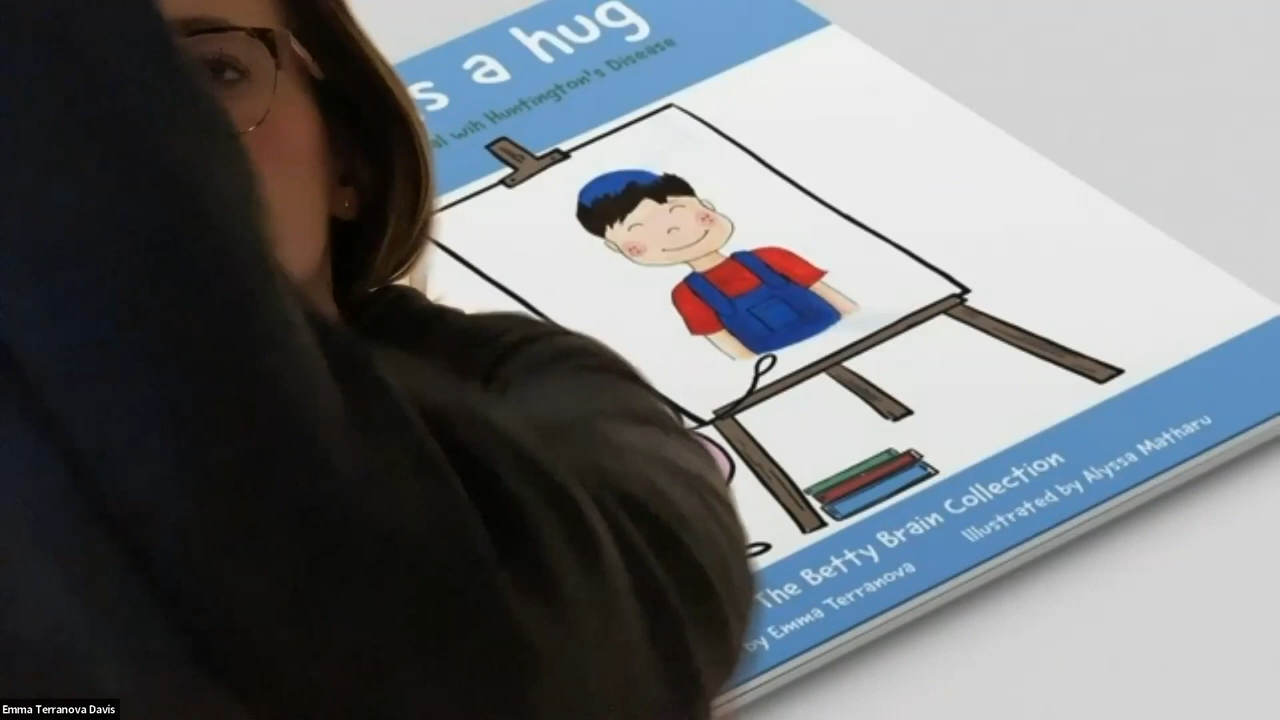 s a hug
wih Huntington's Disease
The Betty Brain Collection
by Emma Terranova
Illustrated by Alyssa Matharu
Emma Terranova Davis